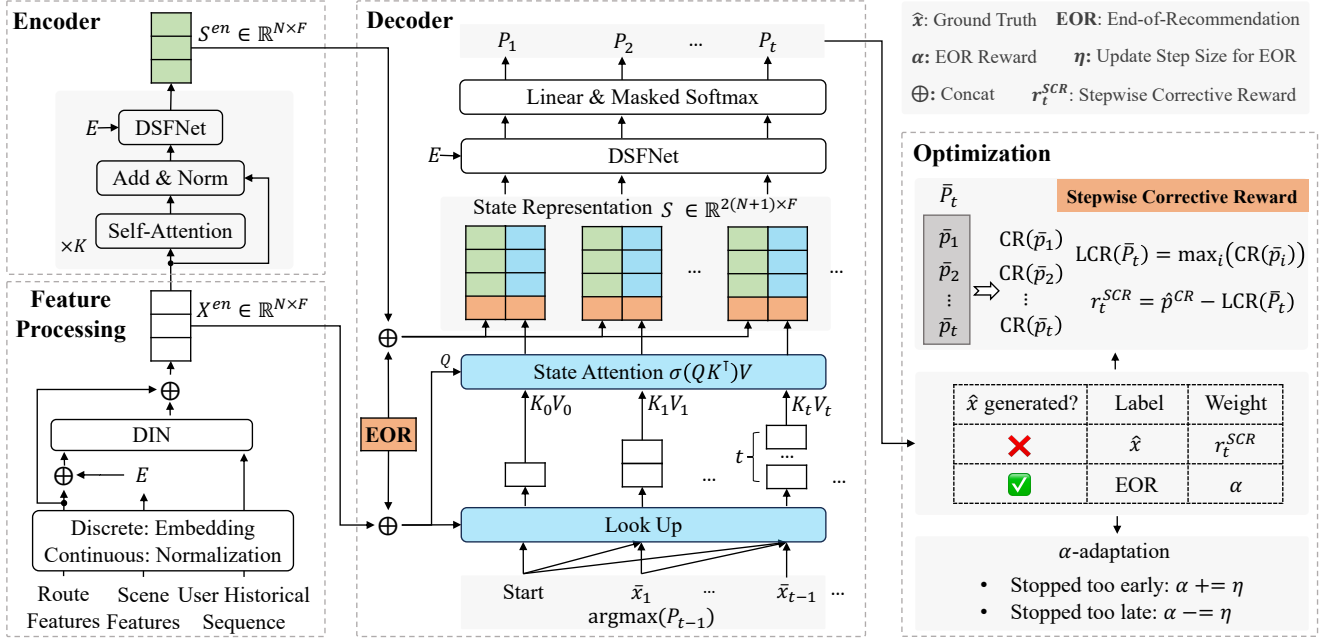 Encoder
S^{en} ∈ ℝ^{N×F}
E
DSFNet
Add & Norm
Self-Attention
×K
Feature
Processing
X^{en} ∈ ℝ^{N×F}
⊕
DIN
⊕
E
Discrete: Embedding
Continuous: Normalization
Route
Features
Scene
Features
User Historical
Sequence
Decoder
P_1 P_2 ... P_t
Linear & Masked Softmax
E
DSFNet
State Representation S ∈ ℝ^{2(N+1)×F}
... ...
⊕
Q
State Attention σ(QK^⊤)V
K_0V_0 K_1V_1 K_tV_t
EOR
t
...
... ...
⊕
Look Up
Start x̄_1 ... x̄_{t−1} ...
argmax(P_{t−1})
x̂: Ground Truth EOR: End-of-Recommendation
α: EOR Reward η: Update Step Size for EOR
⊕: Concat r_t^{SCR}: Stepwise Corrective Reward
Optimization
P̄_t
Stepwise Corrective Reward
p̄_1 CR(p̄_1)
p̄_2 CR(p̄_2)
⋮ ⋮
p̄_t CR(p̄_t)
LCR(P̄_t) = max_i(CR(p̄_i))
r_t^{SCR} = p̂^{CR} − LCR(P̄_t)
x̂ generated? Label Weight
❌ x̂ r_t^{SCR}
✅ EOR α
α-adaptation
• Stopped too early: α += η
• Stopped too late: α −= η